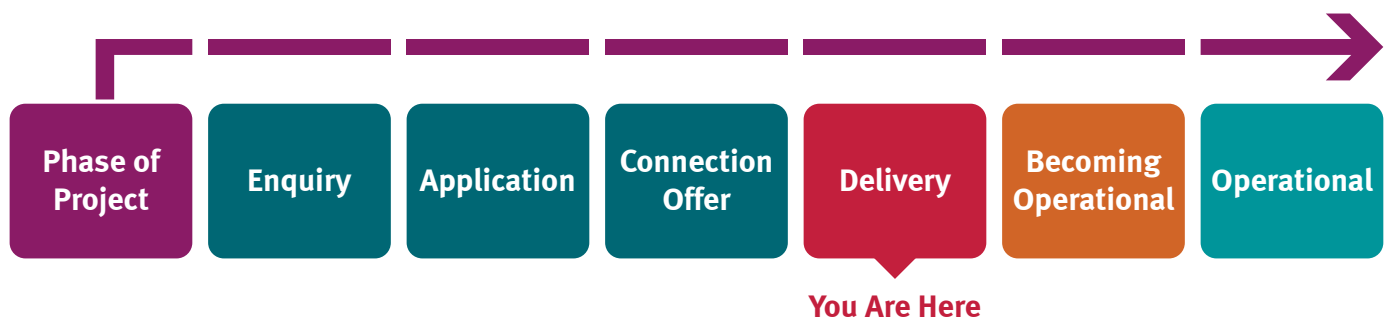 Phase of
Project
Enquiry
Application
Connection
Offer
Delivery
Becoming
Operational
Operational
You Are Here